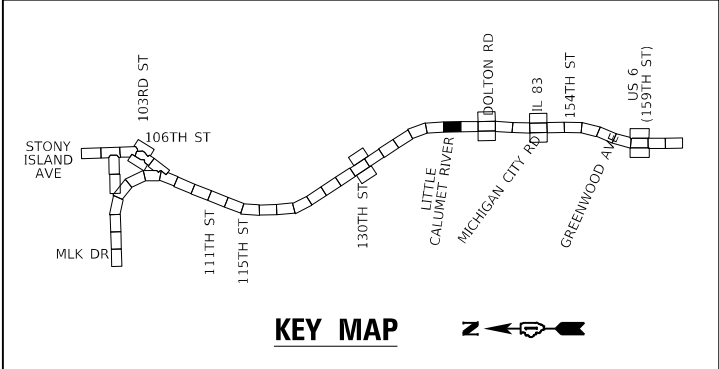 103RD ST
106TH ST
STONY
ISLAND
AVE
MLK DR
111TH ST
115TH ST
130TH ST
LITTLE
CALUMET RIVER
DOLTON RD
MICHIGAN CITY RD
IL 83
154TH ST
GREENWOOD AVE
US 6
(159TH ST)
KEY MAP
N